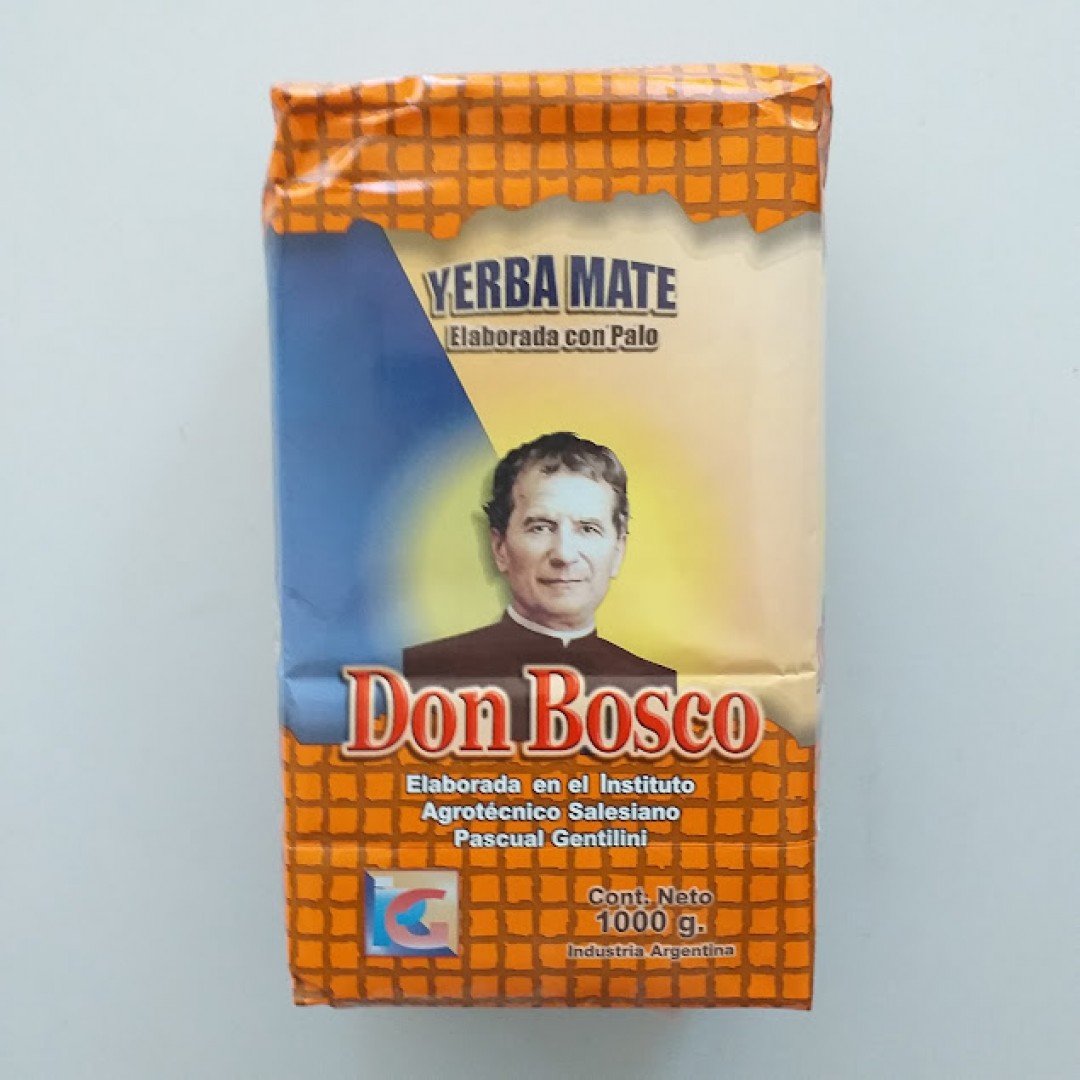 YERBA MATE
Elaborada con Palo
Don Bosco
Elaborada en el Instituto
Agrotécnico Salesiano
Pascual Gentilini
Cont. Neto
1000 g.
Industria Argentina